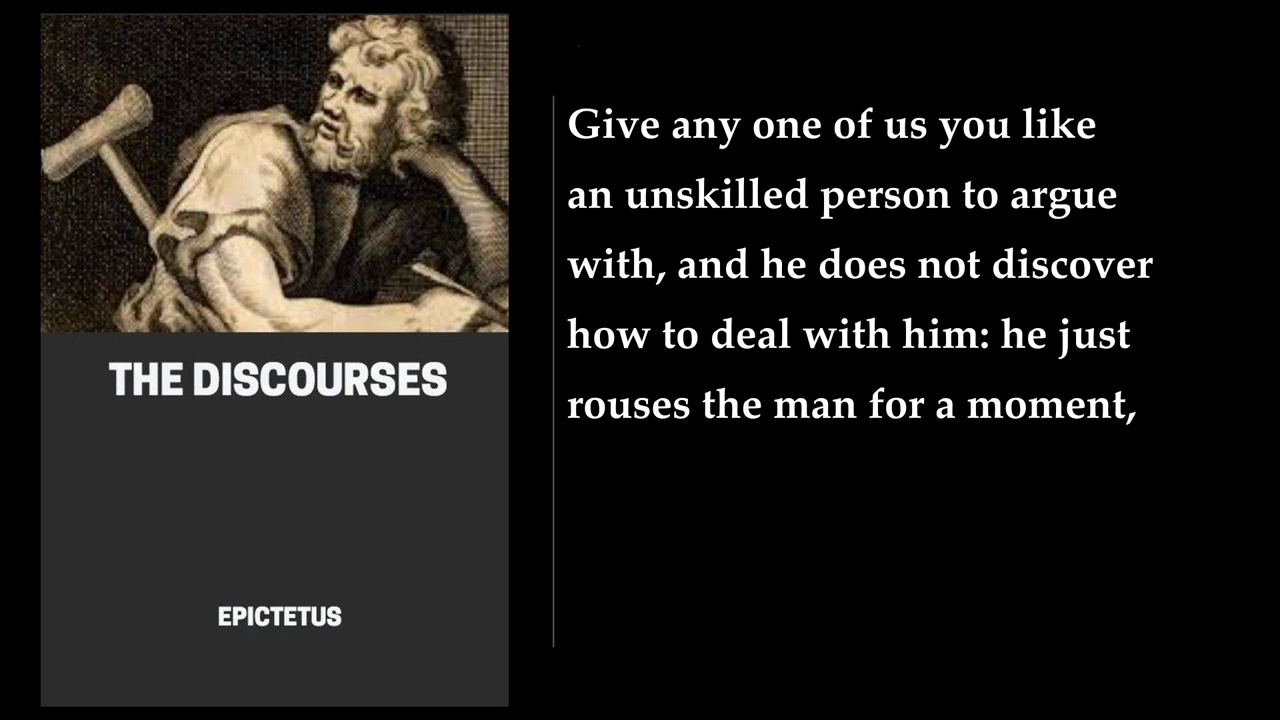 THE DISCOURSES
EPICTETUS
Give any one of us you like
an unskilled person to argue
with, and he does not discover
how to deal with him: he just
rouses the man for a moment,